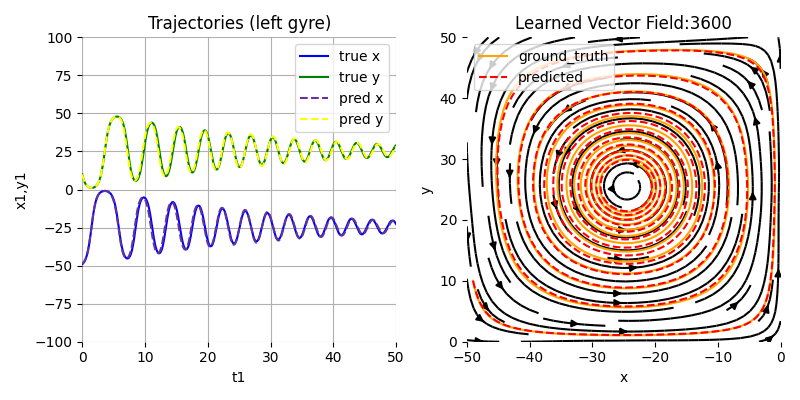 Trajectories (left gyre)
100
75
50
25
0
−25
−50
−75
−100
x1,y1
0
10
20
30
40
50
t1
true x
true y
pred x
pred y
Learned Vector Field:3600
50
40
30
20
10
0
y
−50
−40
−30
−20
−10
0
x
ground_truth
predicted